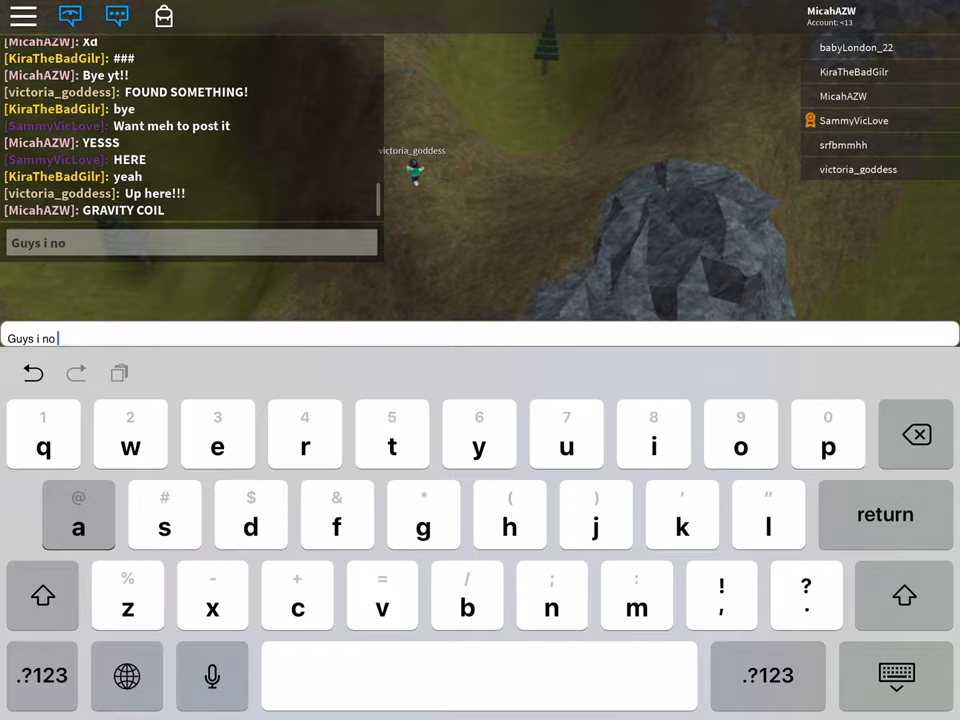 MicahAZW
Account: <13
[MicahAZW]: Xd
[KiraTheBadGilr]: ###
[MicahAZW]: Bye yt!!
[victoria_goddess]: FOUND SOMETHING!
[KiraTheBadGilr]: bye
[SammyVicLove]: Want meh to post it
[MicahAZW]: YESSS
[SammyVicLove]: HERE
[KiraTheBadGilr]: yeah
[victoria_goddess]: Up here!!!
[MicahAZW]: GRAVITY COIL
Guys i no
victoria_goddess
babyLondon_22
KiraTheBadGilr
MicahAZW
SammyVicLove
srfbmmhh
victoria_goddess
Guys i no
1 2 3 4 5 6 7 8 9 0
q w e r t y u i o p
@ # $ & * ( ) ' "
a s d f g h j k l return
% - + = / ; : ! ?
z x c v b n m , .
.?123 .?123